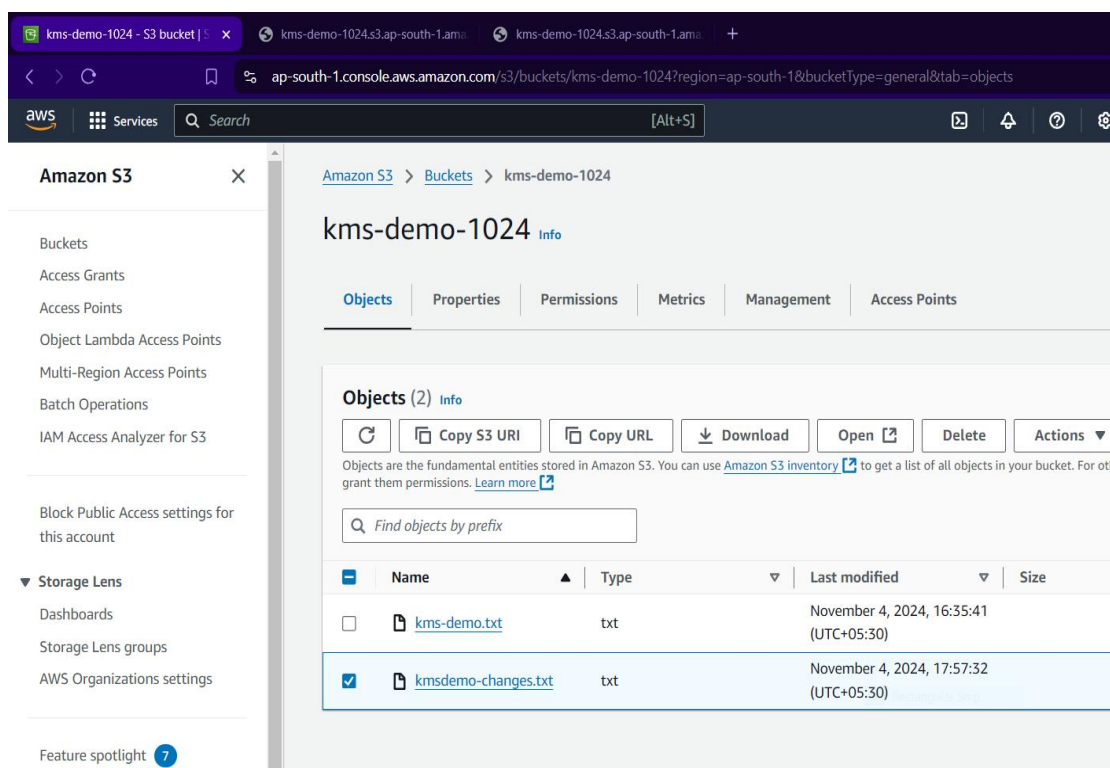 kms-demo-1024 - S3 bucket | S
kms-demo-1024.s3.ap-south-1.ama
kms-demo-1024.s3.ap-south-1.ama
ap-south-1.console.aws.amazon.com/s3/buckets/kms-demo-1024?region=ap-south-1&bucketType=general&tab=objects
aws
Services
Search
[Alt+S]
Amazon S3
Buckets
Access Grants
Access Points
Object Lambda Access Points
Multi-Region Access Points
Batch Operations
IAM Access Analyzer for S3
Block Public Access settings for
this account
Storage Lens
Dashboards
Storage Lens groups
AWS Organizations settings
Feature spotlight 7
Amazon S3 > Buckets > kms-demo-1024
kms-demo-1024 Info
Objects Properties Permissions Metrics Management Access Points
Objects (2) Info
Copy S3 URI Copy URL Download Open Delete Actions
Objects are the fundamental entities stored in Amazon S3. You can use Amazon S3 inventory to get a list of all objects in your bucket. For ot
grant them permissions. Learn more
Find objects by prefix
Name Type Last modified Size
kms-demo.txt txt November 4, 2024, 16:35:41
(UTC+05:30)
kmsdemo-changes.txt txt November 4, 2024, 17:57:32
(UTC+05:30)